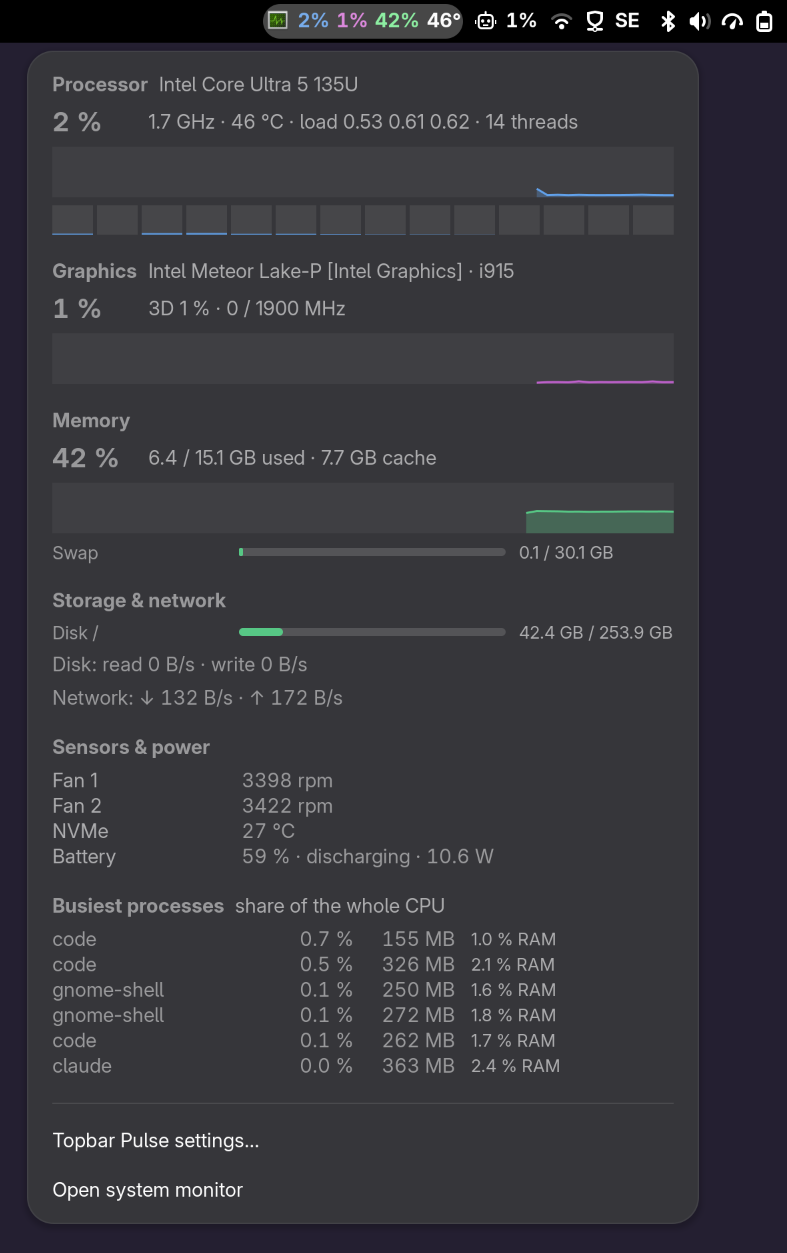 2% 1% 42% 46° 1% SE
Processor Intel Core Ultra 5 135U
2 % 1.7 GHz · 46 °C · load 0.53 0.61 0.62 · 14 threads
Graphics Intel Meteor Lake-P [Intel Graphics] · i915
1 % 3D 1 % · 0 / 1900 MHz
Memory
42 % 6.4 / 15.1 GB used · 7.7 GB cache
Swap 0.1 / 30.1 GB
Storage & network
Disk / 42.4 GB / 253.9 GB
Disk: read 0 B/s · write 0 B/s
Network: ↓ 132 B/s · ↑ 172 B/s
Sensors & power
Fan 1 3398 rpm
Fan 2 3422 rpm
NVMe 27 °C
Battery 59 % · discharging · 10.6 W
Busiest processes share of the whole CPU
code 0.7 % 155 MB 1.0 % RAM
code 0.5 % 326 MB 2.1 % RAM
gnome-shell 0.1 % 250 MB 1.6 % RAM
gnome-shell 0.1 % 272 MB 1.8 % RAM
code 0.1 % 262 MB 1.7 % RAM
claude 0.0 % 363 MB 2.4 % RAM
Topbar Pulse settings...
Open system monitor